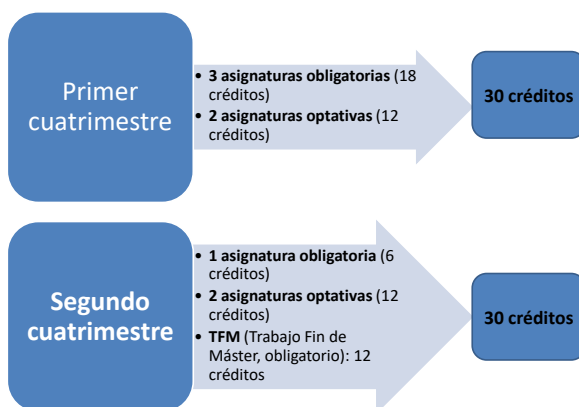 Primer
cuatrimestre
• 3 asignaturas obligatorias (18
créditos)
• 2 asignaturas optativas (12
créditos)
30 créditos
Segundo
cuatrimestre
• 1 asignatura obligatoria (6
créditos)
• 2 asignaturas optativas (12
créditos)
• TFM (Trabajo Fin de
Máster, obligatorio): 12
créditos
30 créditos